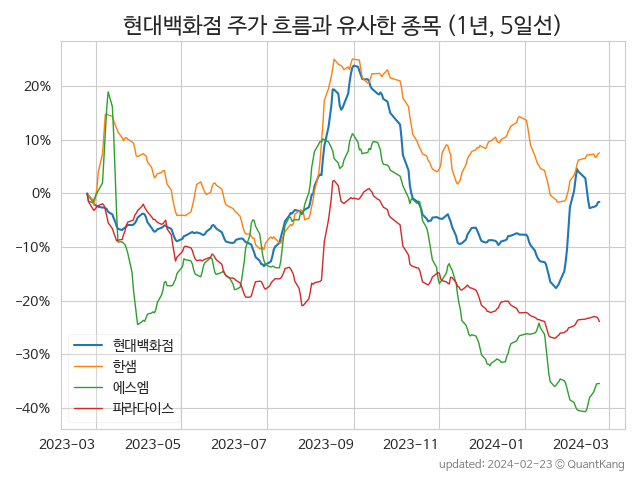 현대백화점 주가 흐름과 유사한 종목 (1년, 5일선)
20%
10%
0%
−10%
−20%
−30%
−40%
현대백화점
한샘
에스엠
파라다이스
2023-03 2023-05 2023-07 2023-09 2023-11 2024-01 2024-03
updated: 2024-02-23 ⓒ QuantKang